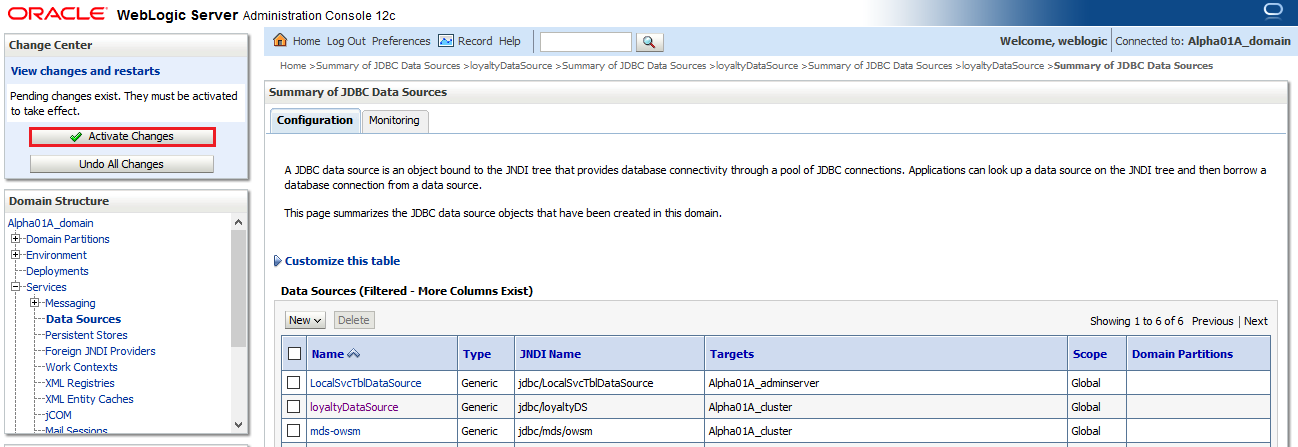 ORACLE WebLogic Server Administration Console 12c
Change Center
View changes and restarts
Pending changes exist. They must be activated
to take effect.
Activate Changes
Undo All Changes
Domain Structure
Alpha01A_domain
Domain Partitions
Environment
Deployments
Services
Messaging
Data Sources
Persistent Stores
Foreign JNDI Providers
Work Contexts
XML Registries
XML Entity Caches
jCOM
Mail Sessions
Home Log Out Preferences Record Help
Welcome, weblogic Connected to: Alpha01A_domain
Home >Summary of JDBC Data Sources >loyaltyDataSource >Summary of JDBC Data Sources >loyaltyDataSource >Summary of JDBC Data Sources >loyaltyDataSource >Summary of JDBC Data Sources
Summary of JDBC Data Sources
Configuration Monitoring
A JDBC data source is an object bound to the JNDI tree that provides database connectivity through a pool of JDBC connections. Applications can look up a data source on the JNDI tree and then borrow a
database connection from a data source.
This page summarizes the JDBC data source objects that have been created in this domain.
Customize this table
Data Sources (Filtered - More Columns Exist)
New Delete Showing 1 to 6 of 6 Previous | Next
Name Type JNDI Name Targets Scope Domain Partitions
LocalSvcTblDataSource Generic jdbc/LocalSvcTblDataSource Alpha01A_adminserver Global
loyaltyDataSource Generic jdbc/loyaltyDS Alpha01A_cluster Global
mds-owsm Generic jdbc/mds/owsm Alpha01A_cluster Global